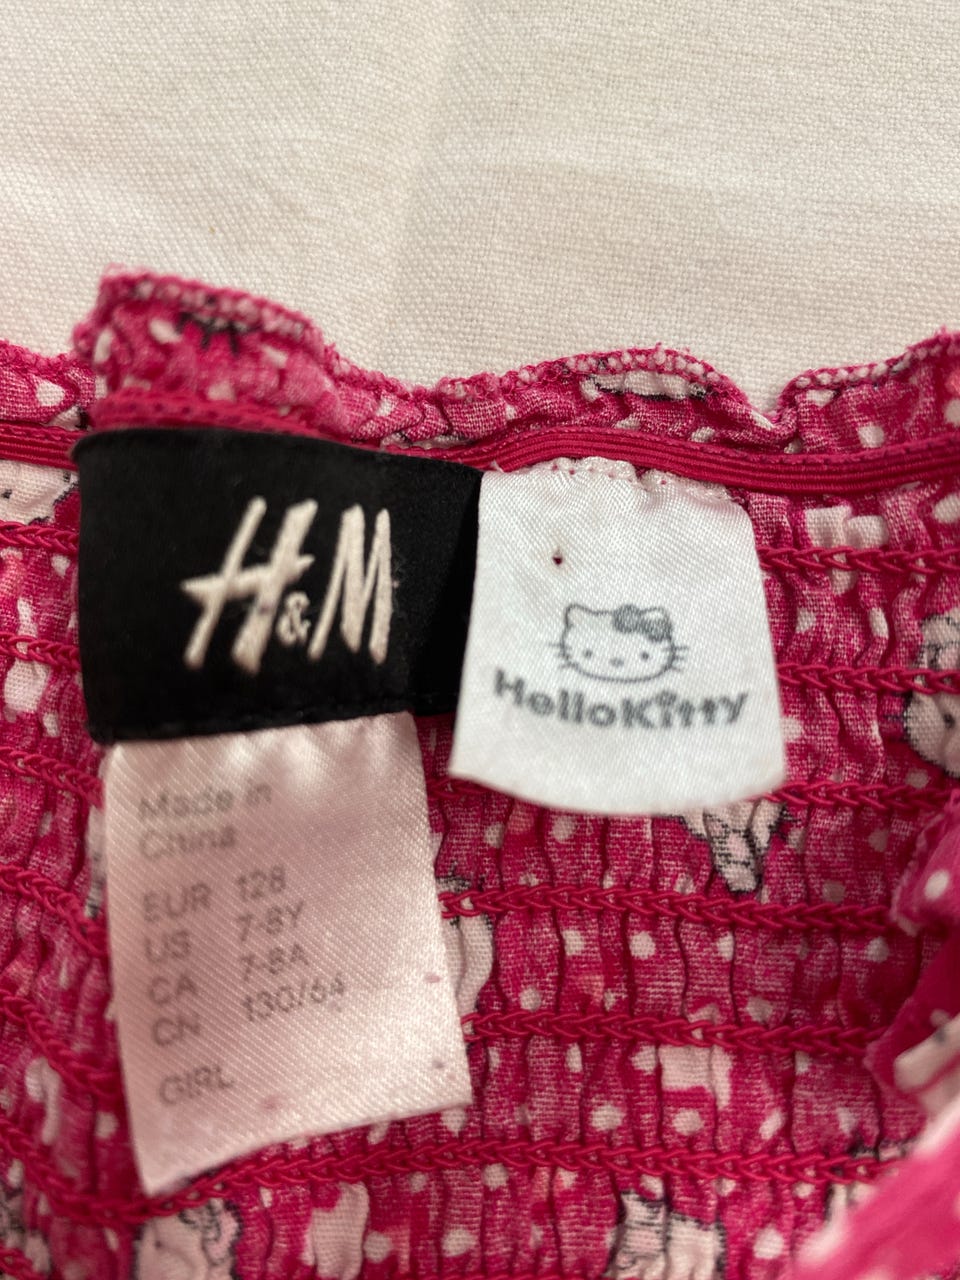 H&M
HelloKitty
Made in
China
EUR 128
US 7-8Y
CA 7-8A
CN 130/64
GIRL